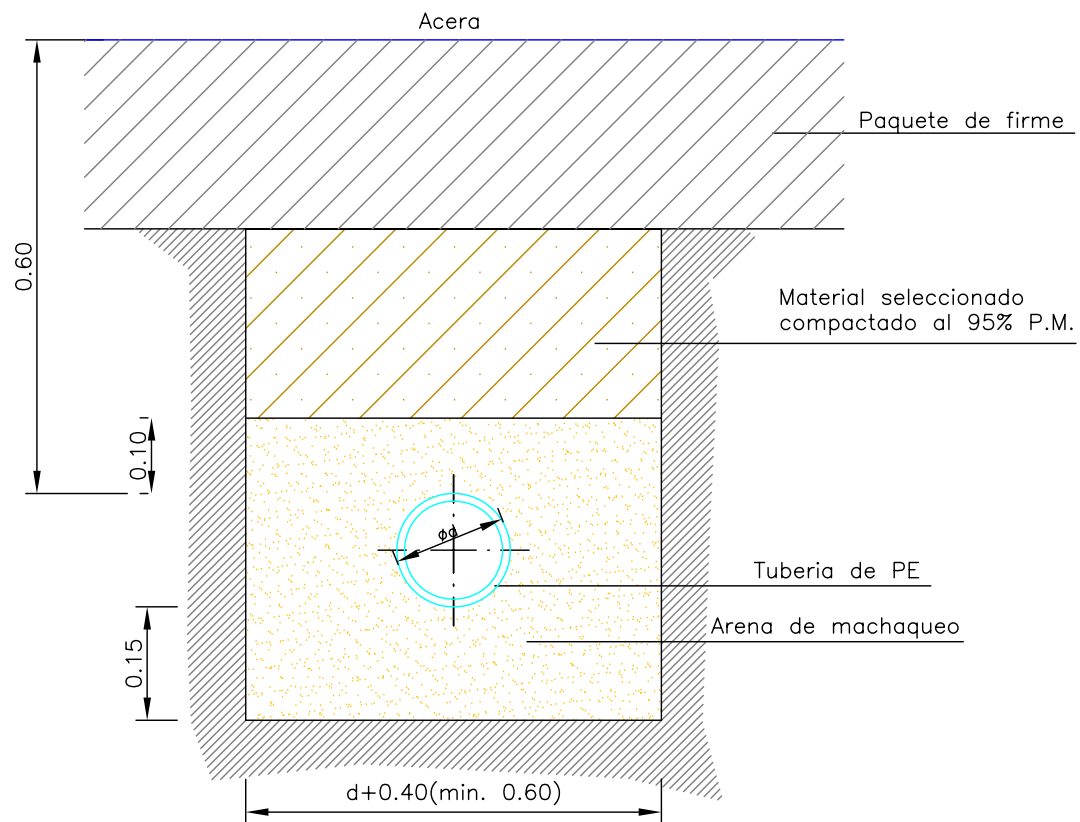 Acera
Paquete de firme
0.60
Material seleccionado
compactado al 95% P.M.
0.10
ød
Tuberia de PE
Arena de machaqueo
0.15
d+0.40(min. 0.60)